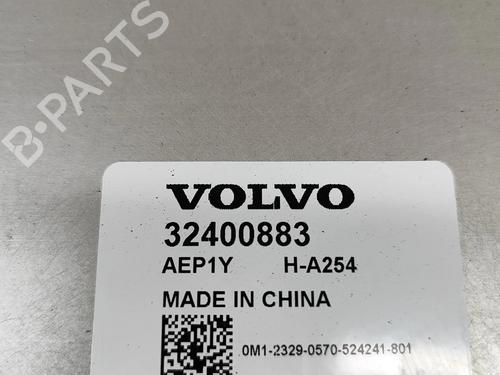 B-PARTS
VOLVO
32400883
AEP1Y H-A254
MADE IN CHINA
0M1-2329-0570-524241-801